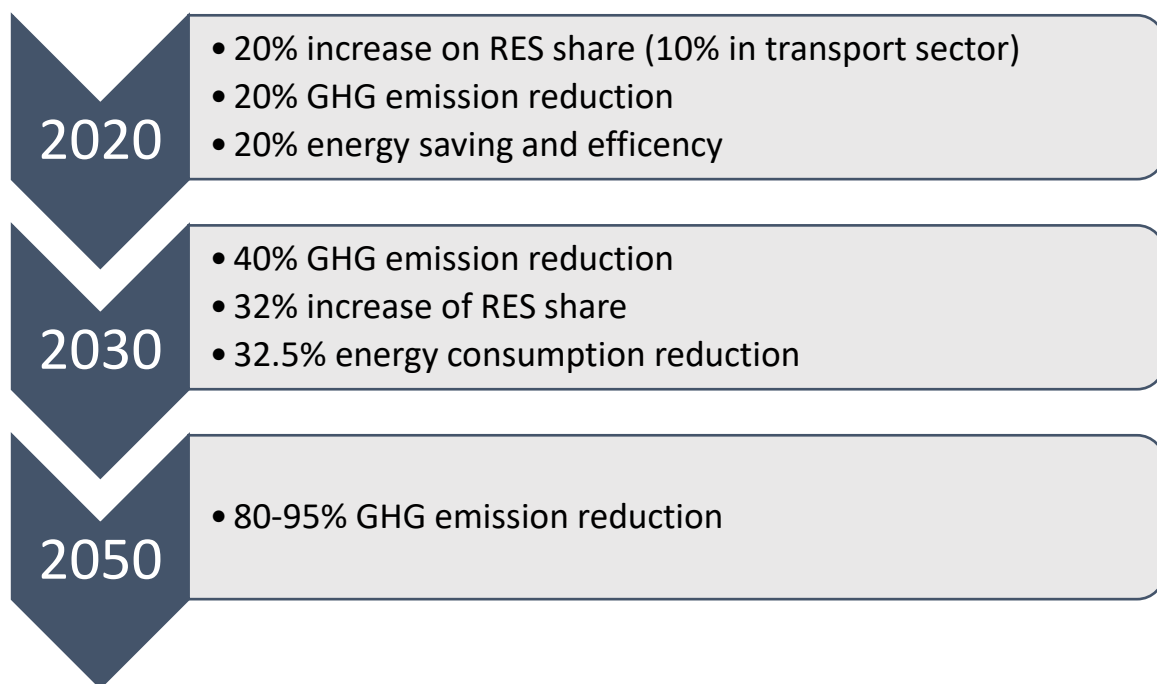 2020
• 20% increase on RES share (10% in transport sector)
• 20% GHG emission reduction
• 20% energy saving and efficency
2030
• 40% GHG emission reduction
• 32% increase of RES share
• 32.5% energy consumption reduction
2050
• 80-95% GHG emission reduction